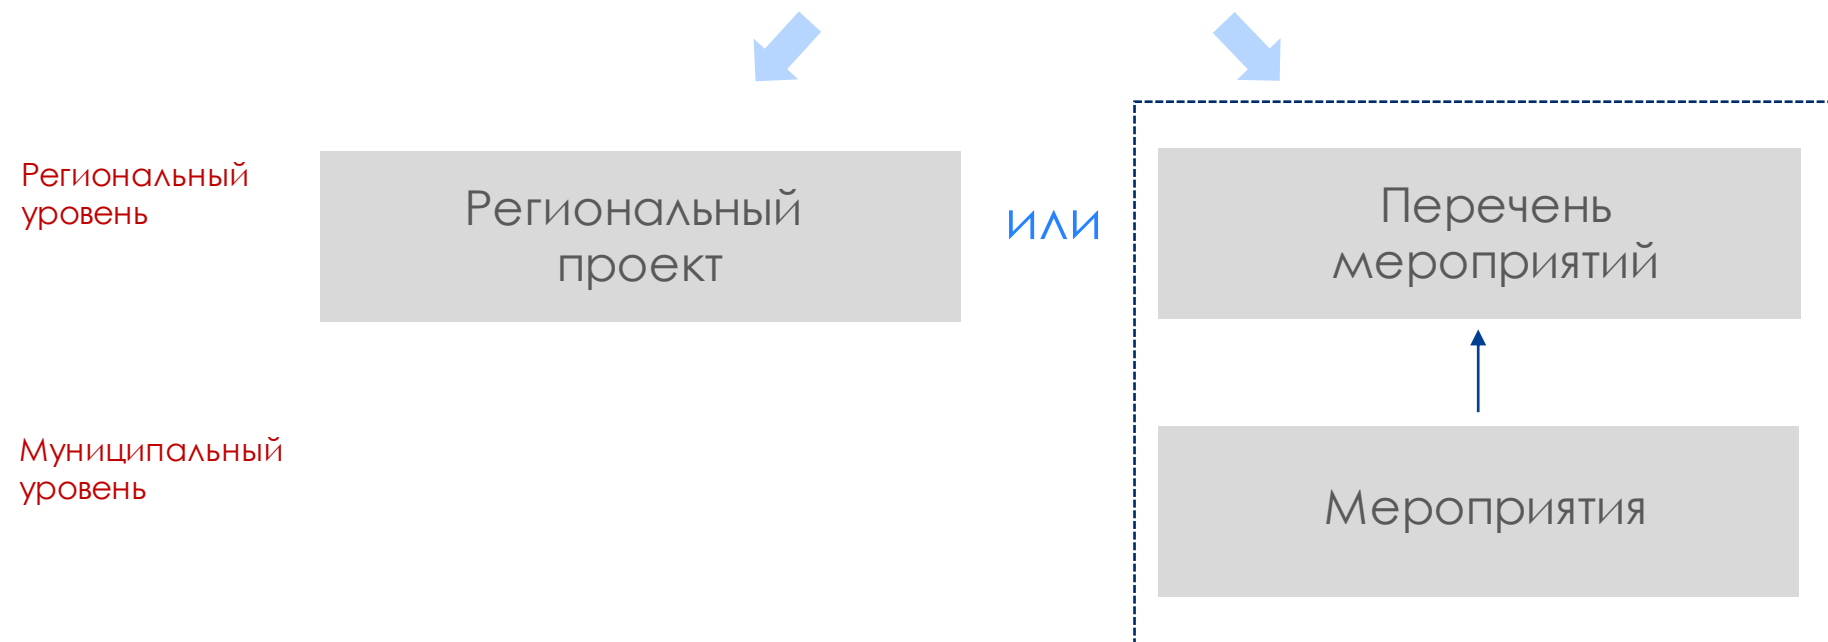 Региональный
уровень
Региональный
проект
или
Перечень
мероприятий
Муниципальный
уровень
Мероприятия